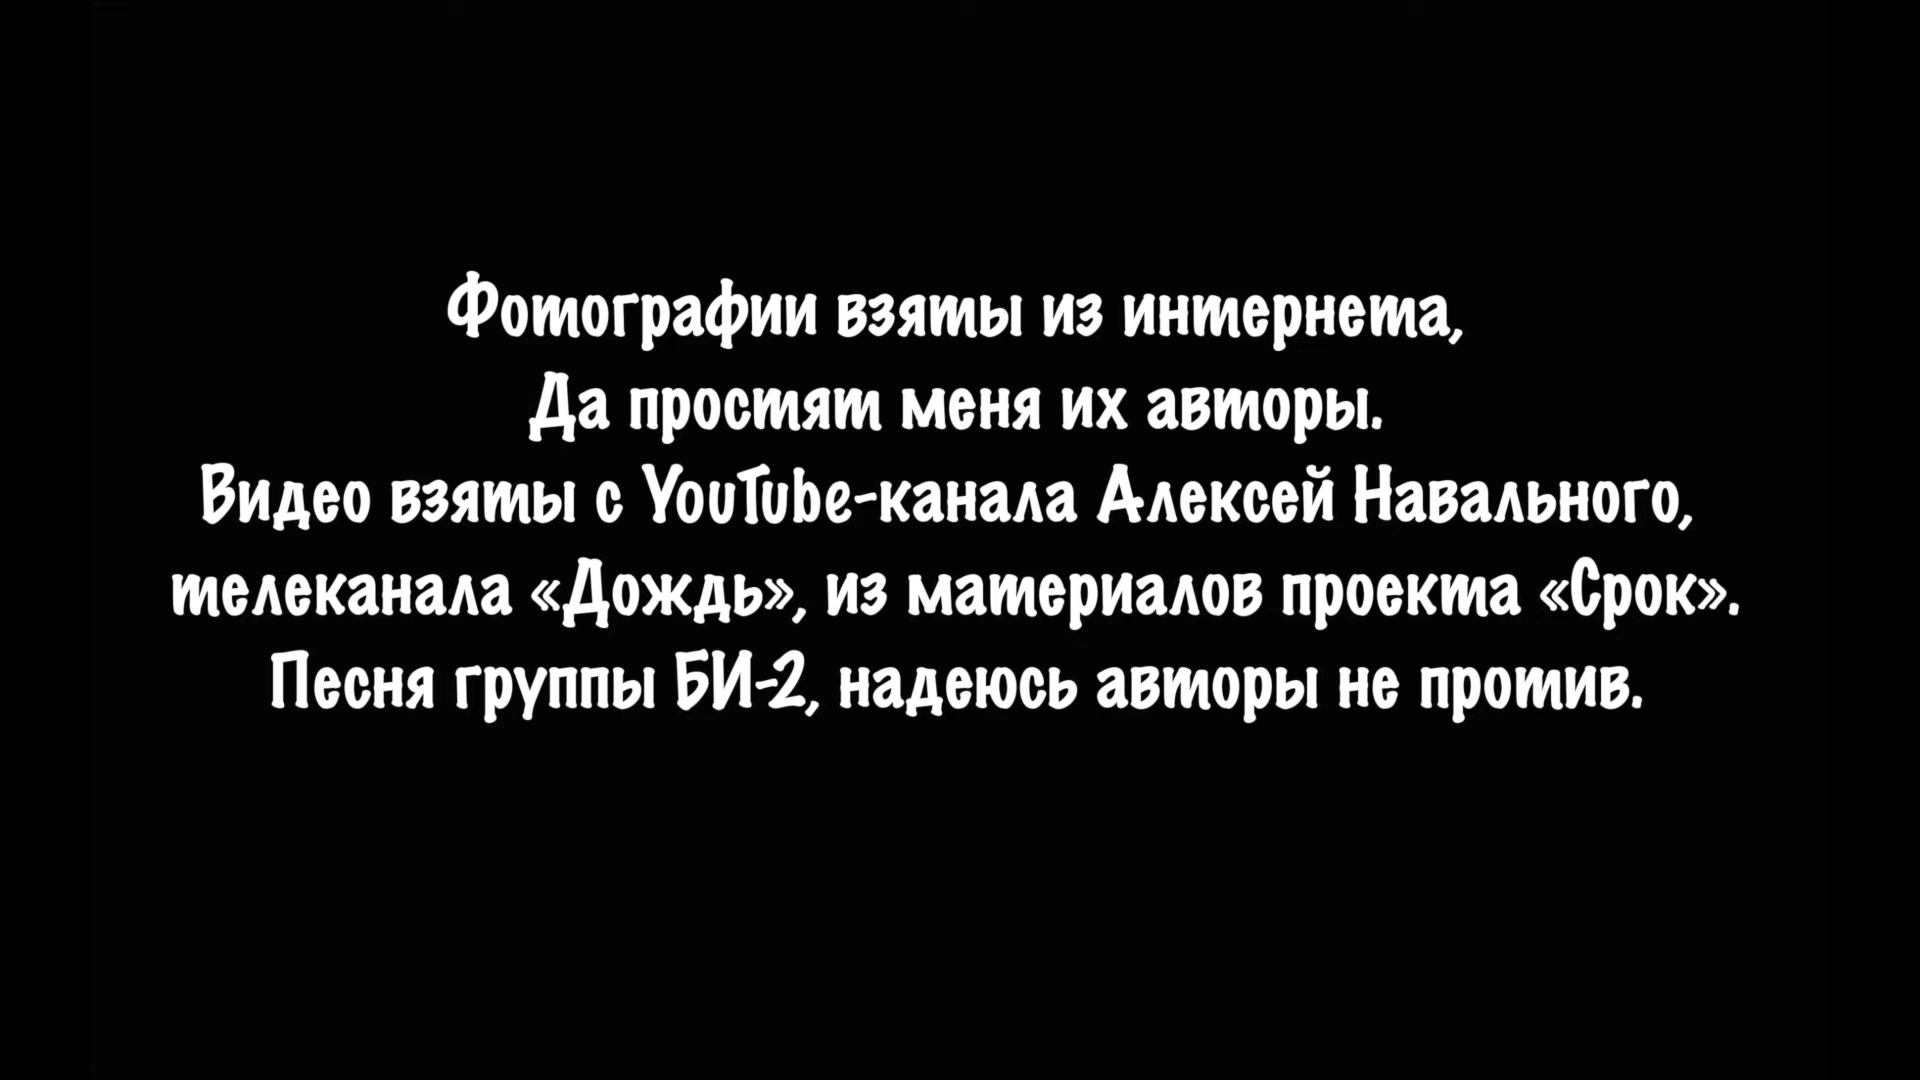 Фотографии взяты из интернета,
Да простят меня их авторы.
Видео взяты с YouTube-канала Алексей Навального,
телеканала «Дождь», из материалов проекта «Срок».
Песня группы БИ-2, надеюсь авторы не против.